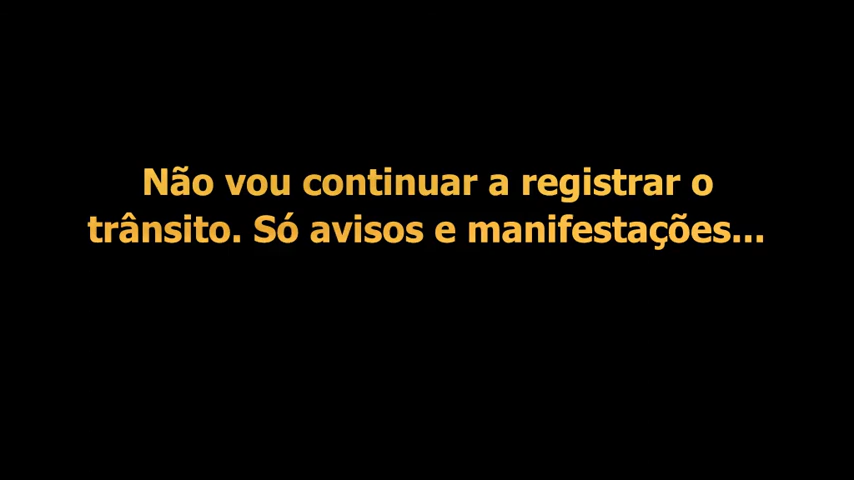 Não vou continuar a registrar o
trânsito. Só avisos e manifestações...